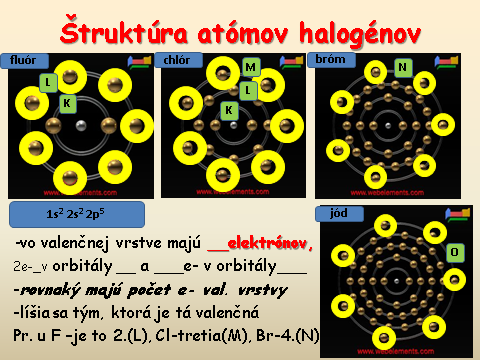 Štruktúra atómov halogénov
fluór
chlór
bróm
L
K
M
L
K
N
www.webelements.com
www.webelements.com
www.webelements.com
1s² 2s² 2p⁵
jód
O
www.webelements.com
-vo valenčnej vrstve majú __elektrónov,
2e-_v orbitály __ a ___e- v orbitály___
-rovnaký majú počet e- val. vrstvy
-líšia sa tým, ktorá je tá valenčná
Pr. u F –je to 2.(L), Cl-tretia(M), Br-4.(N)